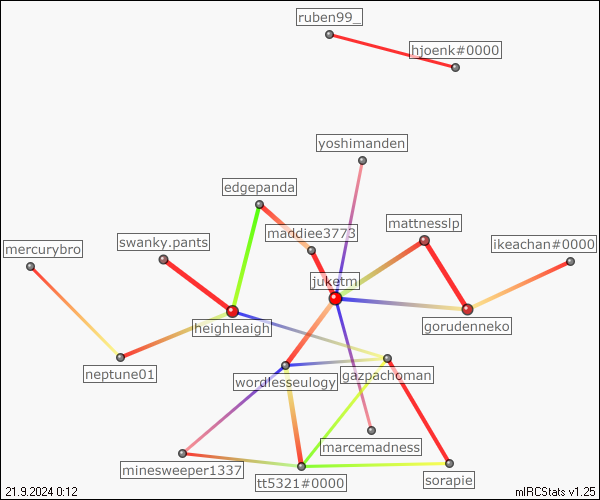 ruben99_
hjoenk#0000
yoshimanden
edgepanda
mattnesslp
maddiee3773
swanky.pants
ikeachan#0000
mercurybro
juketm
heighleaigh
gorudenneko
neptune01
wordlesseulogy
gazpachoman
marcemadness
minesweeper1337
sorapie
tt5321#0000
21.9.2024 0:12
mIRCStats v1.25